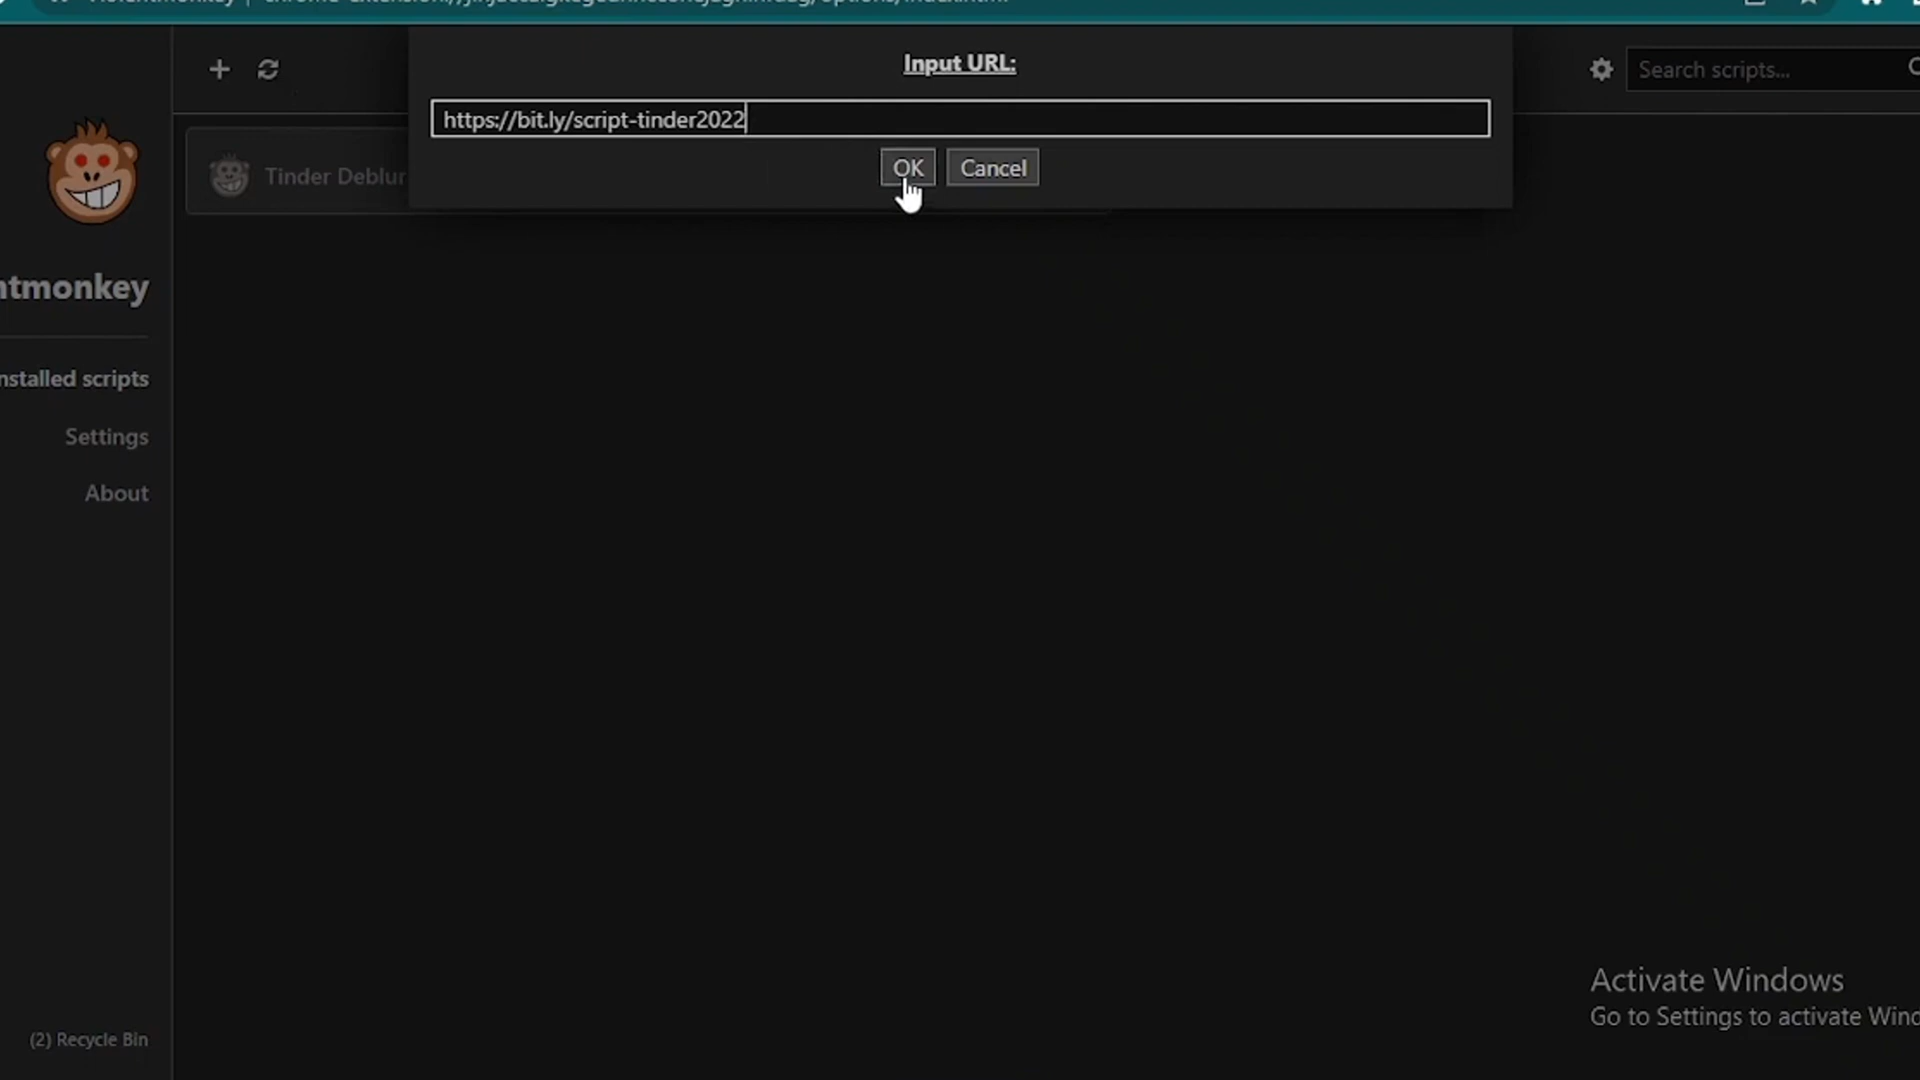 Input URL:
Search scripts...
https://bit.ly/script-tinder2022
OK Cancel
Tinder Deblur
ntmonkey
nstalled scripts
Settings
About
Activate Windows
Go to Settings to activate Wind
(2) Recycle Bin